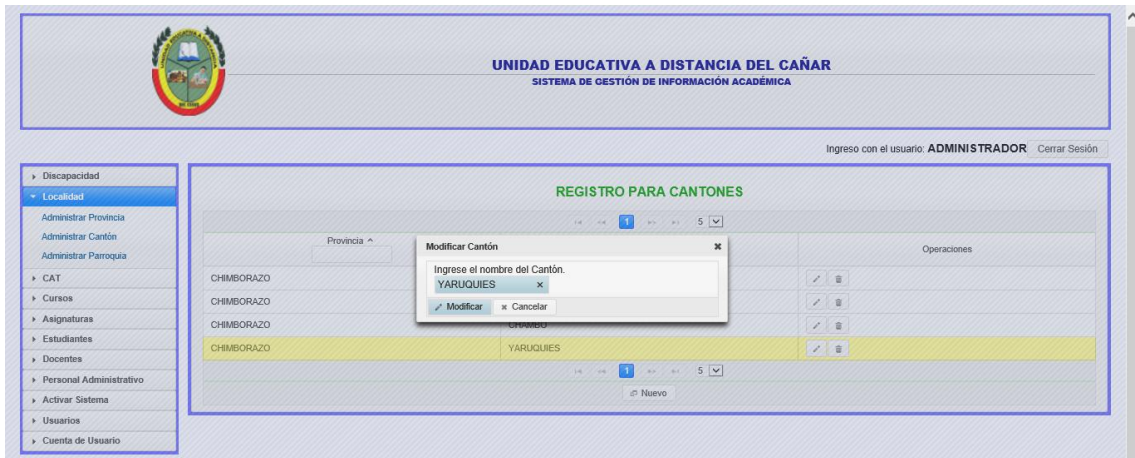 UNIDAD EDUCATIVA A DISTANCIA DEL CAÑAR
SISTEMA DE GESTIÓN DE INFORMACIÓN ACADÉMICA
Ingreso con el usuario: ADMINISTRADOR Cerrar Sesión
Discapacidad
Localidad
Administrar Provincia
Administrar Cantón
Administrar Parroquia
CAT
Cursos
Asignaturas
Estudiantes
Docentes
Personal Administrativo
Activar Sistema
Usuarios
Cuenta de Usuario
REGISTRO PARA CANTONES
1 5
Provincia Operaciones
Modificar Cantón
Ingrese el nombre del Cantón.
YARUQUIES
Modificar Cancelar
CHIMBORAZO
CHIMBORAZO
CHIMBORAZO CHAMBO
CHIMBORAZO YARUQUIES
1 5
Nuevo